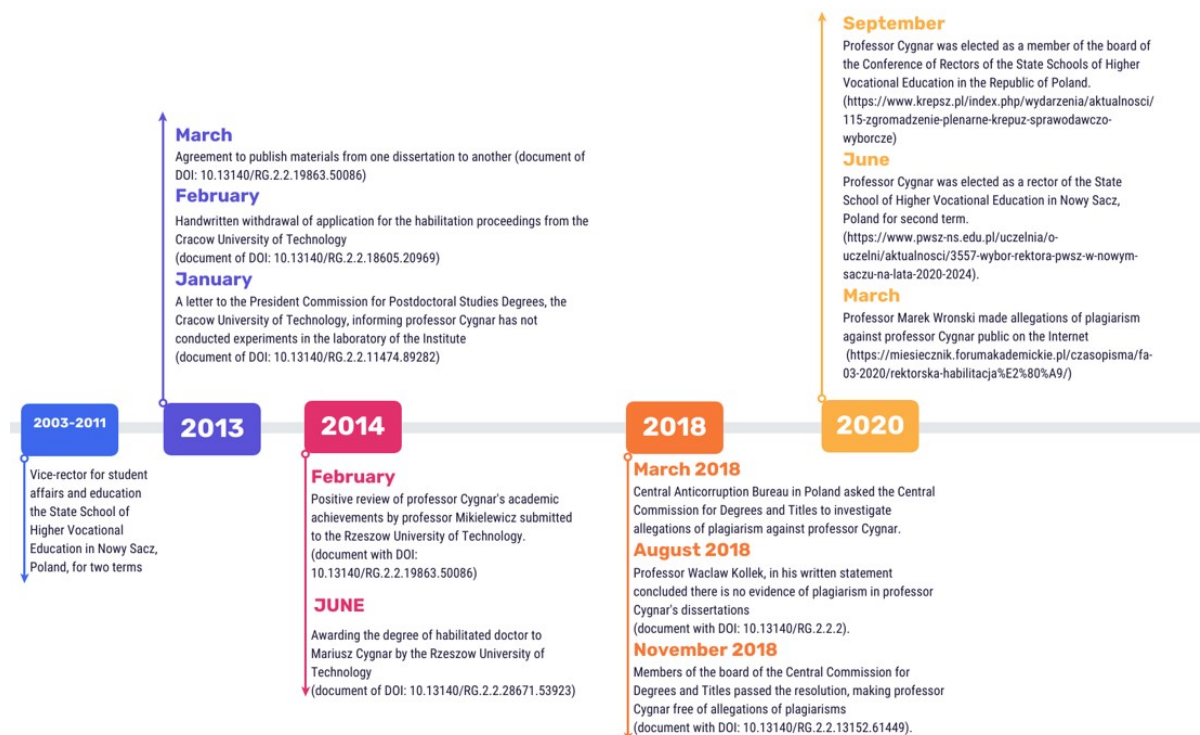 2003-2011
Vice-rector for student
affairs and education
the State School of
Higher Vocational
Education in Nowy Sacz,
Poland, for two terms
March
Agreement to publish materials from one dissertation to another (document of
DOI: 10.13140/RG.2.2.19863.50086)
February
Handwritten withdrawal of application for the habilitation proceedings from the
Cracow University of Technology
(document of DOI: 10.13140/RG.2.2.18605.20969)
January
A letter to the President Commission for Postdoctoral Studies Degrees, the
Cracow University of Technology, informing professor Cygnar has not
conducted experiments in the laboratory of the Institute
(document of DOI: 10.13140/RG.2.2.11474.89282)
2013
2014
February
Positive review of professor Cygnar's academic
achievements by professor Mikielewicz submitted
to the Rzeszow University of Technology.
(document with DOI:
10.13140/RG.2.2.19863.50086)
JUNE
Awarding the degree of habilitated doctor to
Mariusz Cygnar by the Rzeszow University of
Technology
(document of DOI: 10.13140/RG.2.2.28671.53923)
2018
March 2018
Central Anticorruption Bureau in Poland asked the Central
Commission for Degrees and Titles to investigate
allegations of plagiarism against professor Cygnar.
August 2018
Professor Waclaw Kollek, in his written statement
concluded there is no evidence of plagiarism in professor
Cygnar's dissertations
(document with DOI: 10.13140/RG.2.2.2).
November 2018
Members of the board of the Central Commission for
Degrees and Titles passed the resolution, making professor
Cygnar free of allegations of plagiarisms
(document with DOI: 10.13140/RG.2.2.13152.61449).
September
Professor Cygnar was elected as a member of the board of
the Conference of Rectors of the State Schools of Higher
Vocational Education in the Republic of Poland.
(https://www.krepsz.pl/index.php/wydarzenia/aktualnosci/
115-zgromadzenie-plenarne-krepuz-sprawodawczo-
wyborcze)
June
Professor Cygnar was elected as a rector of the State
School of Higher Vocational Education in Nowy Sacz,
Poland for second term.
(https://www.pwsz-ns.edu.pl/uczelnia/o-
uczelni/aktualnosci/3557-wybor-rektora-pwsz-w-nowym-
saczu-na-lata-2020-2024).
March
Professor Marek Wronski made allegations of plagiarism
against professor Cygnar public on the Internet
(https://miesiecznik.forumakademickie.pl/czasopisma/fa-
03-2020/rektorska-habilitacja%E2%80%A9/)
2020